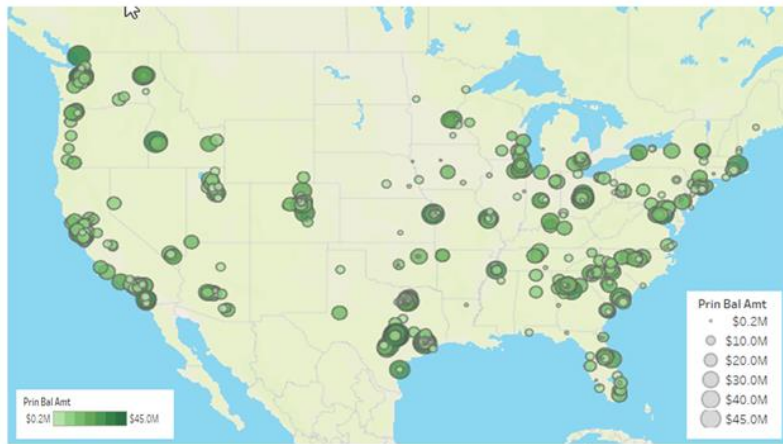 Prin Bal Amt
$0.2M
$10.0M
$20.0M
$30.0M
$40.0M
$45.0M
Prin Bal Amt
$0.2M $45.0M